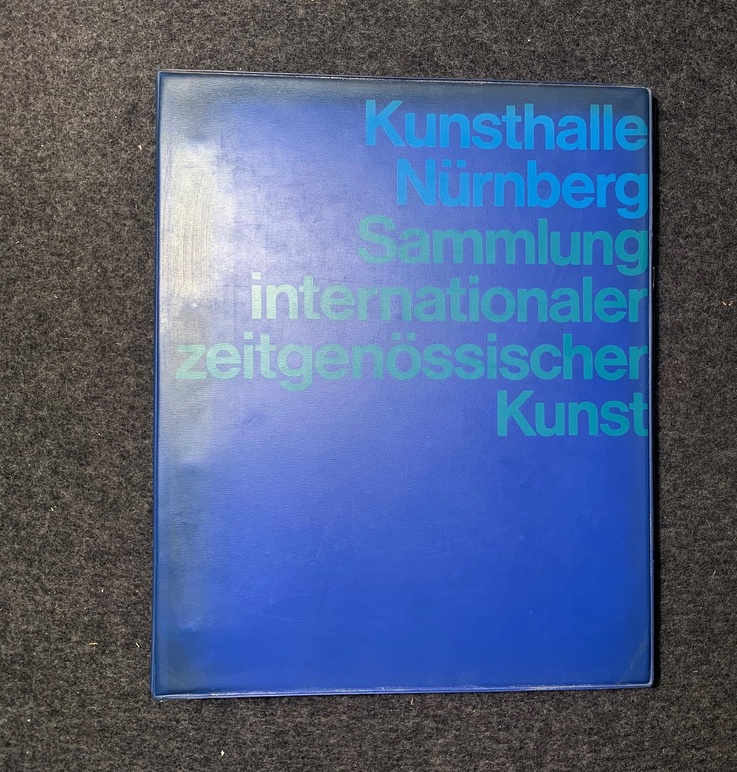 Kunsthalle
Nürnberg
Sammlung
internationaler
zeitgenössischer
Kunst